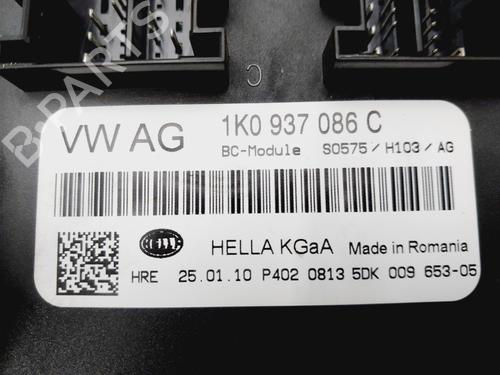 B-PARTS
C
VW AG 1K0 937 086 C
BC-Module S0575 / H103 / AG
HELLA KGaA Made in Romania
HRE 25.01.10 P402 0813 5DK 009 653-05